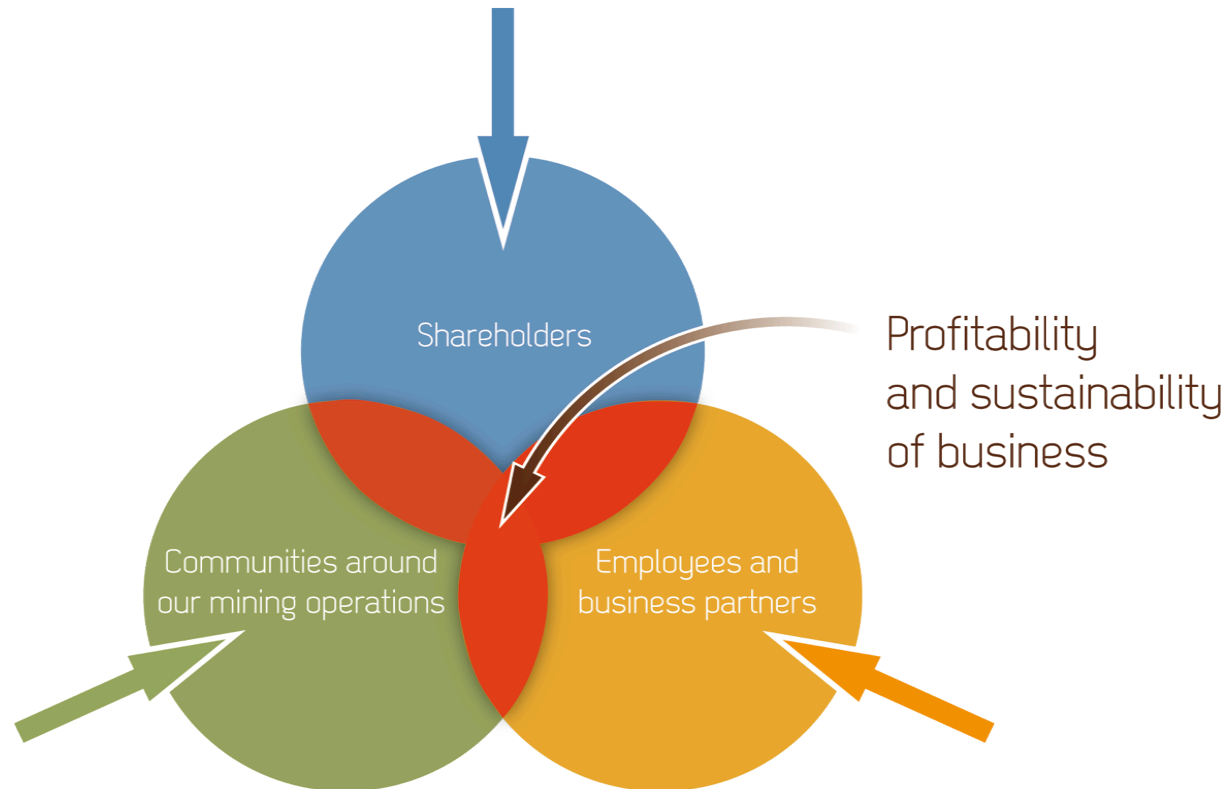 Shareholders
Profitability
and sustainability
of business
Communities around
our mining operations
Employees and
business partners